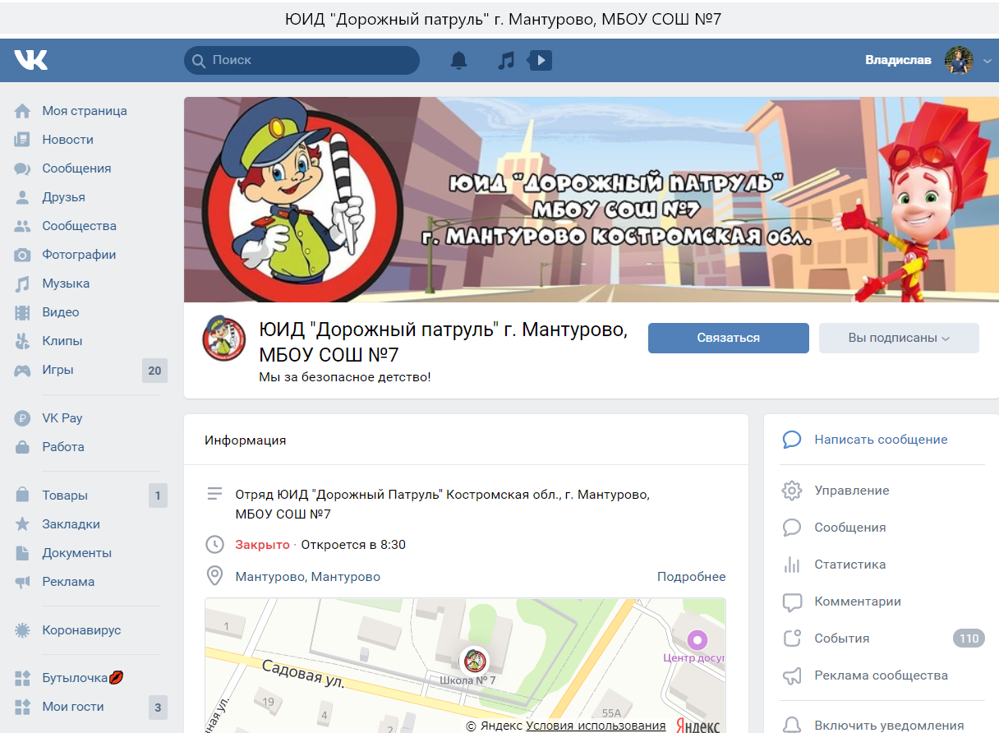 ЮИД "Дорожный патруль" г. Мантурово, МБОУ СОШ №7
Поиск
Владислав
Моя страница
Новости
Сообщения
Друзья
Сообщества
Фотографии
Музыка
Видео
Клипы
Игры 20
VK Pay
Работа
Товары 1
Закладки
Документы
Реклама
Коронавирус
Бутылочка
Мои гости 3
ЮИД "ДОРОЖНЫЙ ПАТРУЛЬ"
МБОУ СОШ №7
г. МАНТУРОВО КОСТРОМСКАЯ обл.
ЮИД "Дорожный патруль" г. Мантурово,
МБОУ СОШ №7
Мы за безопасное детство!
Связаться
Вы подписаны
Информация
Отряд ЮИД "Дорожный Патруль" Костромская обл., г. Мантурово,
МБОУ СОШ №7
Закрыто · Откроется в 8:30
Мантурово, Мантурово
Подробнее
1
Садовая ул.
Школа № 7
Центр досуг
19
4
2
55А
ная ул.
© Яндекс Условия использования Яндекс
Написать сообщение
Управление
Сообщения
Статистика
Комментарии
События 110
Реклама сообщества
Включить уведомления